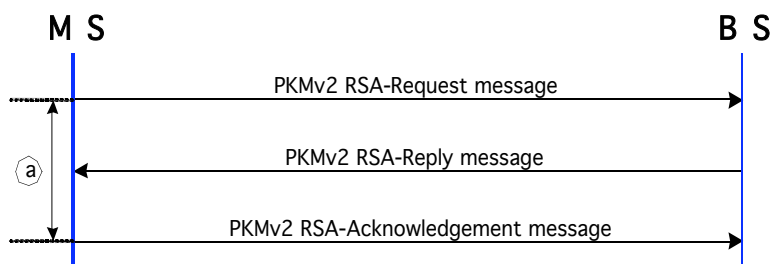 M S B S
PKMv2 RSA-Request message
PKMv2 RSA-Reply message
a
PKMv2 RSA-Acknowledgement message